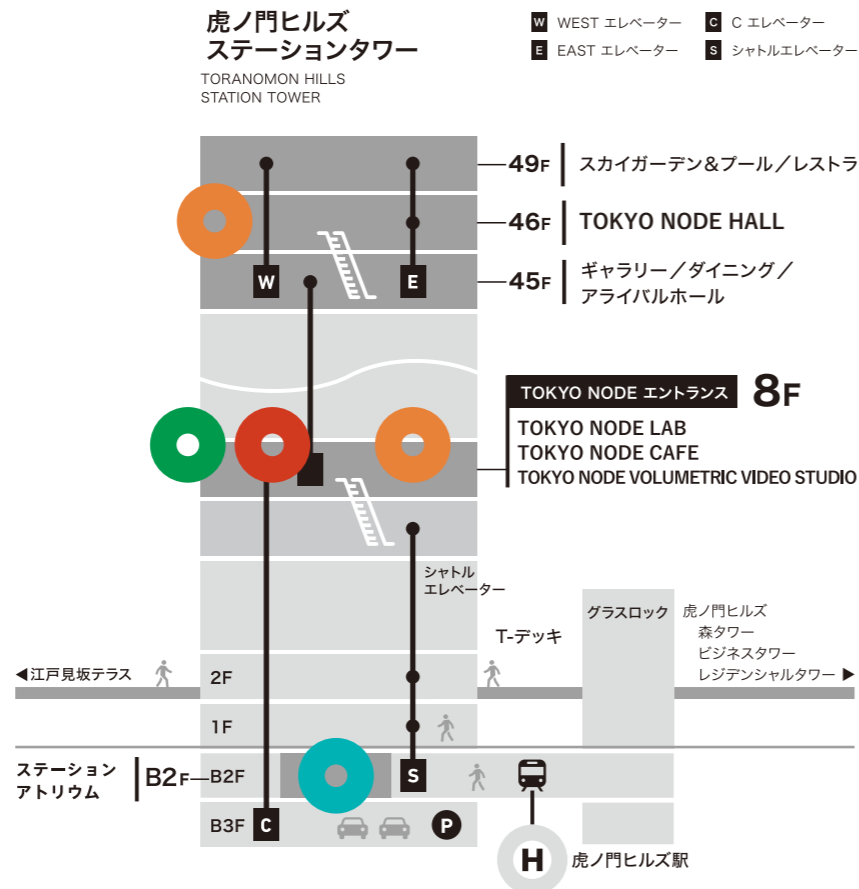 虎ノ門ヒルズ
ステーションタワー
TORANOMON HILLS
STATION TOWER
W WEST エレベーター
C C エレベーター
E EAST エレベーター
S シャトルエレベーター
49F スカイガーデン&プール/レストラ
46F TOKYO NODE HALL
45F ギャラリー/ダイニング/
アライバルホール
W
E
TOKYO NODE エントランス 8F
TOKYO NODE LAB
TOKYO NODE CAFE
TOKYO NODE VOLUMETRIC VIDEO STUDIO
シャトル
エレベーター
T-デッキ
グラスロック
虎ノ門ヒルズ
森タワー
ビジネスタワー
レジデンシャルタワー ▶
◀江戸見坂テラス
2F
1F
ステーション
アトリウム
B2F
B2F
S
B3F
C
P
H 虎ノ門ヒルズ駅